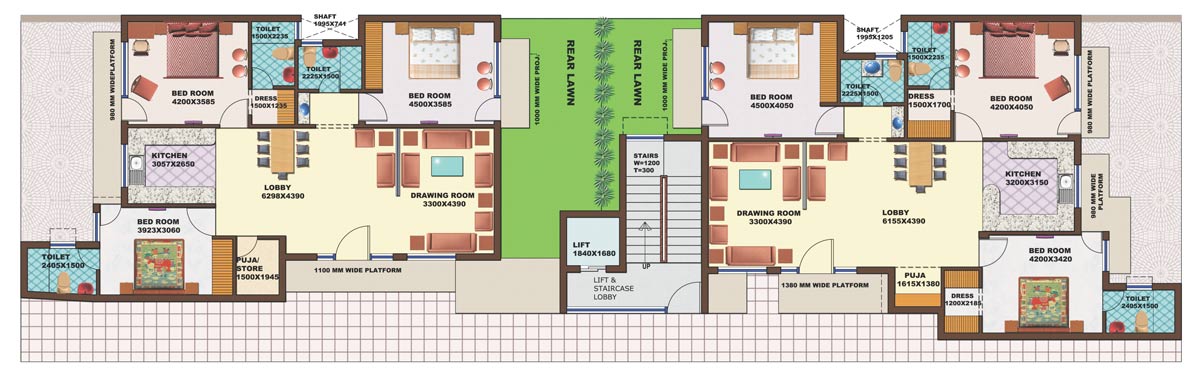 SHAFT
1995X741
TOILET
1500X2235
TOILET
2225X1500
BED ROOM
4200X3585
DRESS
1500X1235
BED ROOM
4500X3585
980 MM WIDEPLATFORM
1000 MM WIDE PROJ.
REAR LAWN
KITCHEN
3057X2650
LOBBY
6298X4390
DRAWING ROOM
3300X4390
BED ROOM
3923X3060
TOILET
2405X1500
PUJA/
STORE
1500X1945
1100 MM WIDE PLATFORM
REAR LAWN
1000 MM WIDE PROJ.
STAIRS
W=1200
T=300
LIFT
1840X1680
UP
LIFT &
STAIRCASE
LOBBY
SHAFT
1995X1205
TOILET
1500X2235
TOILET
2225X1500
BED ROOM
4500X4050
DRESS
1500X1700
BED ROOM
4200X4050
980 MM WIDE PLATFORM
DRAWING ROOM
3300X4390
LOBBY
6155X4390
KITCHEN
3200X3150
980 MM WIDE
PLATFORM
1380 MM WIDE PLATFORM
PUJA
1615X1380
BED ROOM
4200X3420
DRESS
1200X2185
TOILET
2405X1500